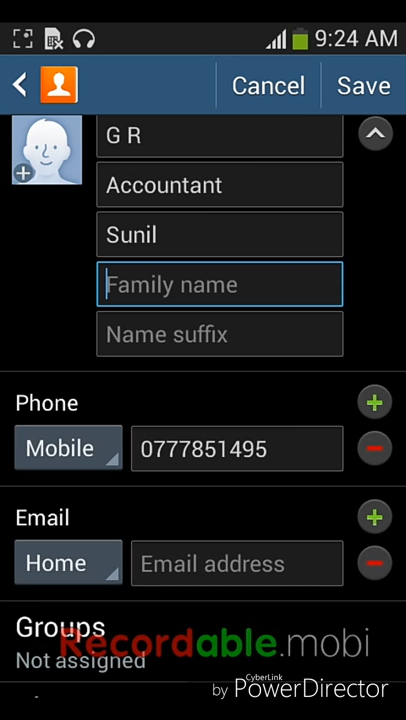 9:24 AM
Cancel
Save
G R
Accountant
Sunil
Family name
Name suffix
Phone
Mobile
0777851495
Email
Home
Email address
Groups
Recordable.mobi
Not assigned
CyberLink
by PowerDirector